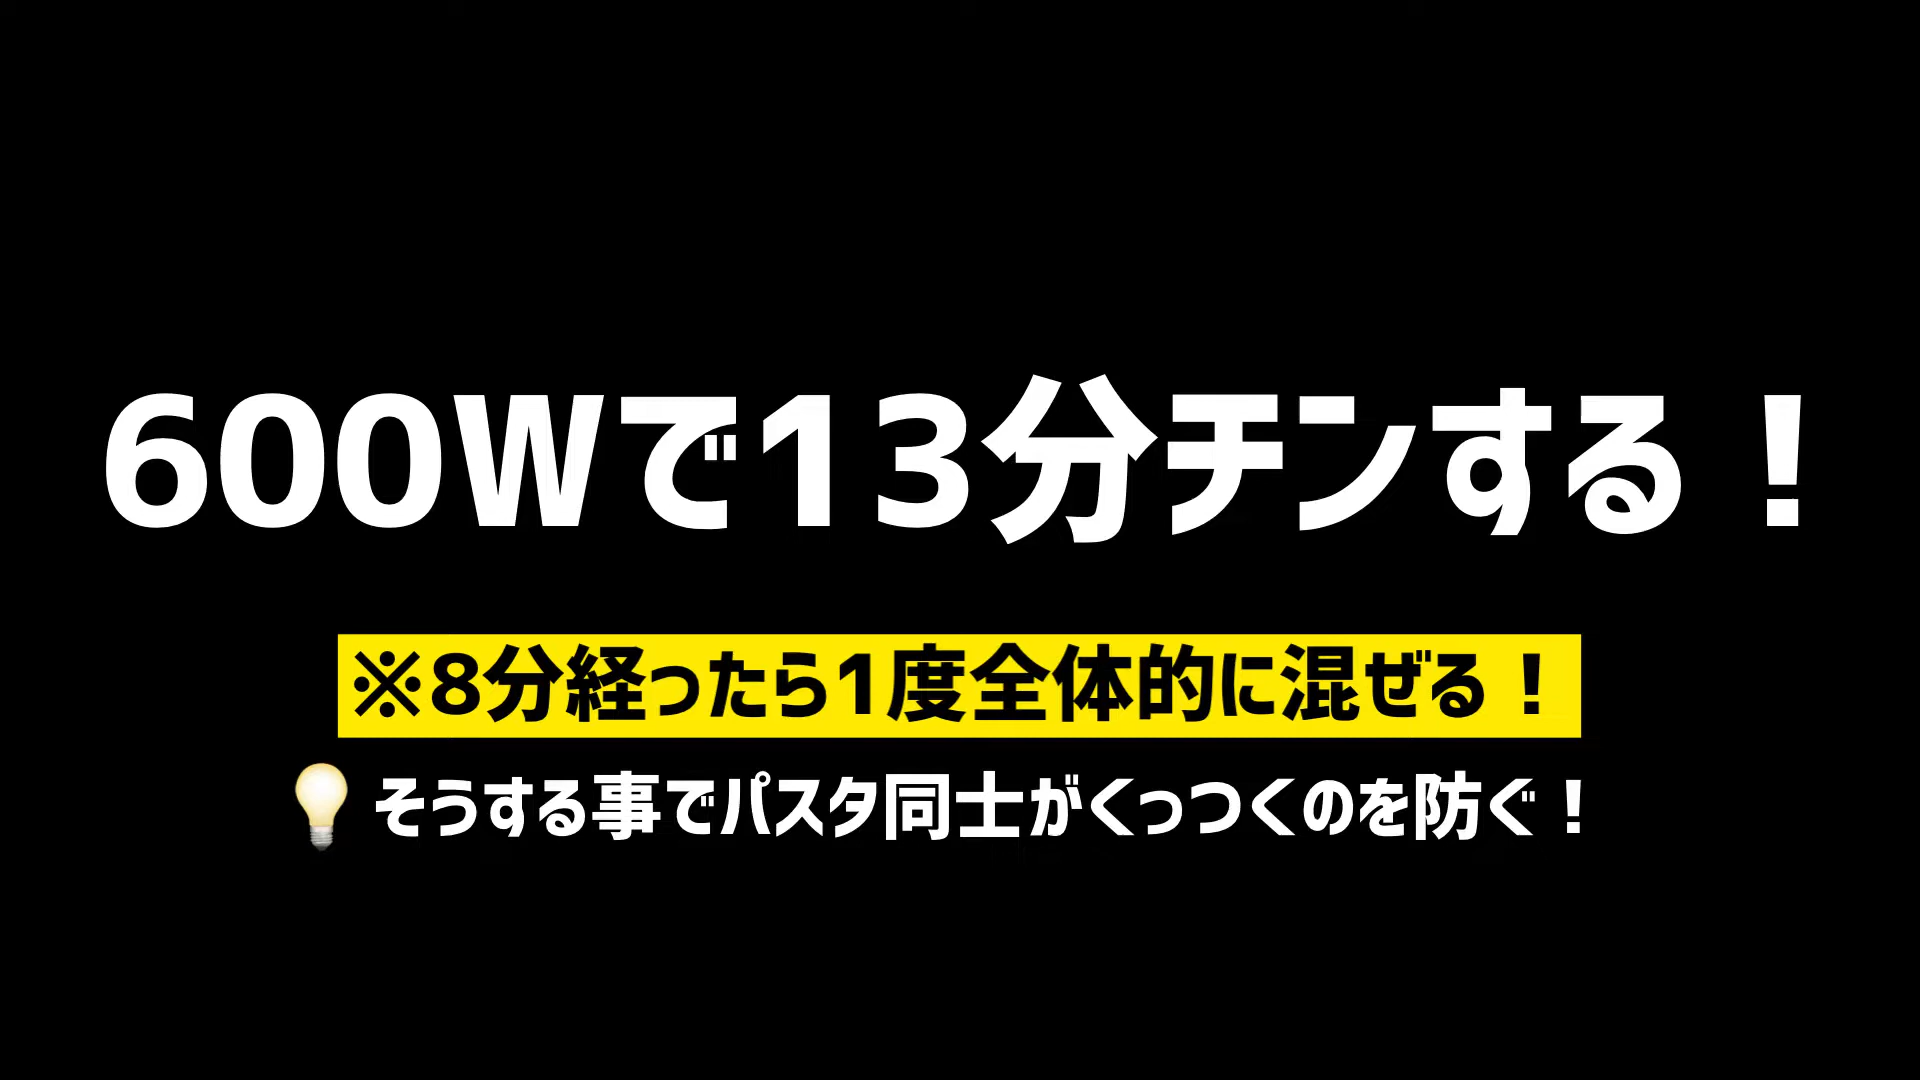 600Wで13分チンする！
※8分経ったら1度全体的に混ぜる！
💡そうする事でパスタ同士がくっつくのを防ぐ！